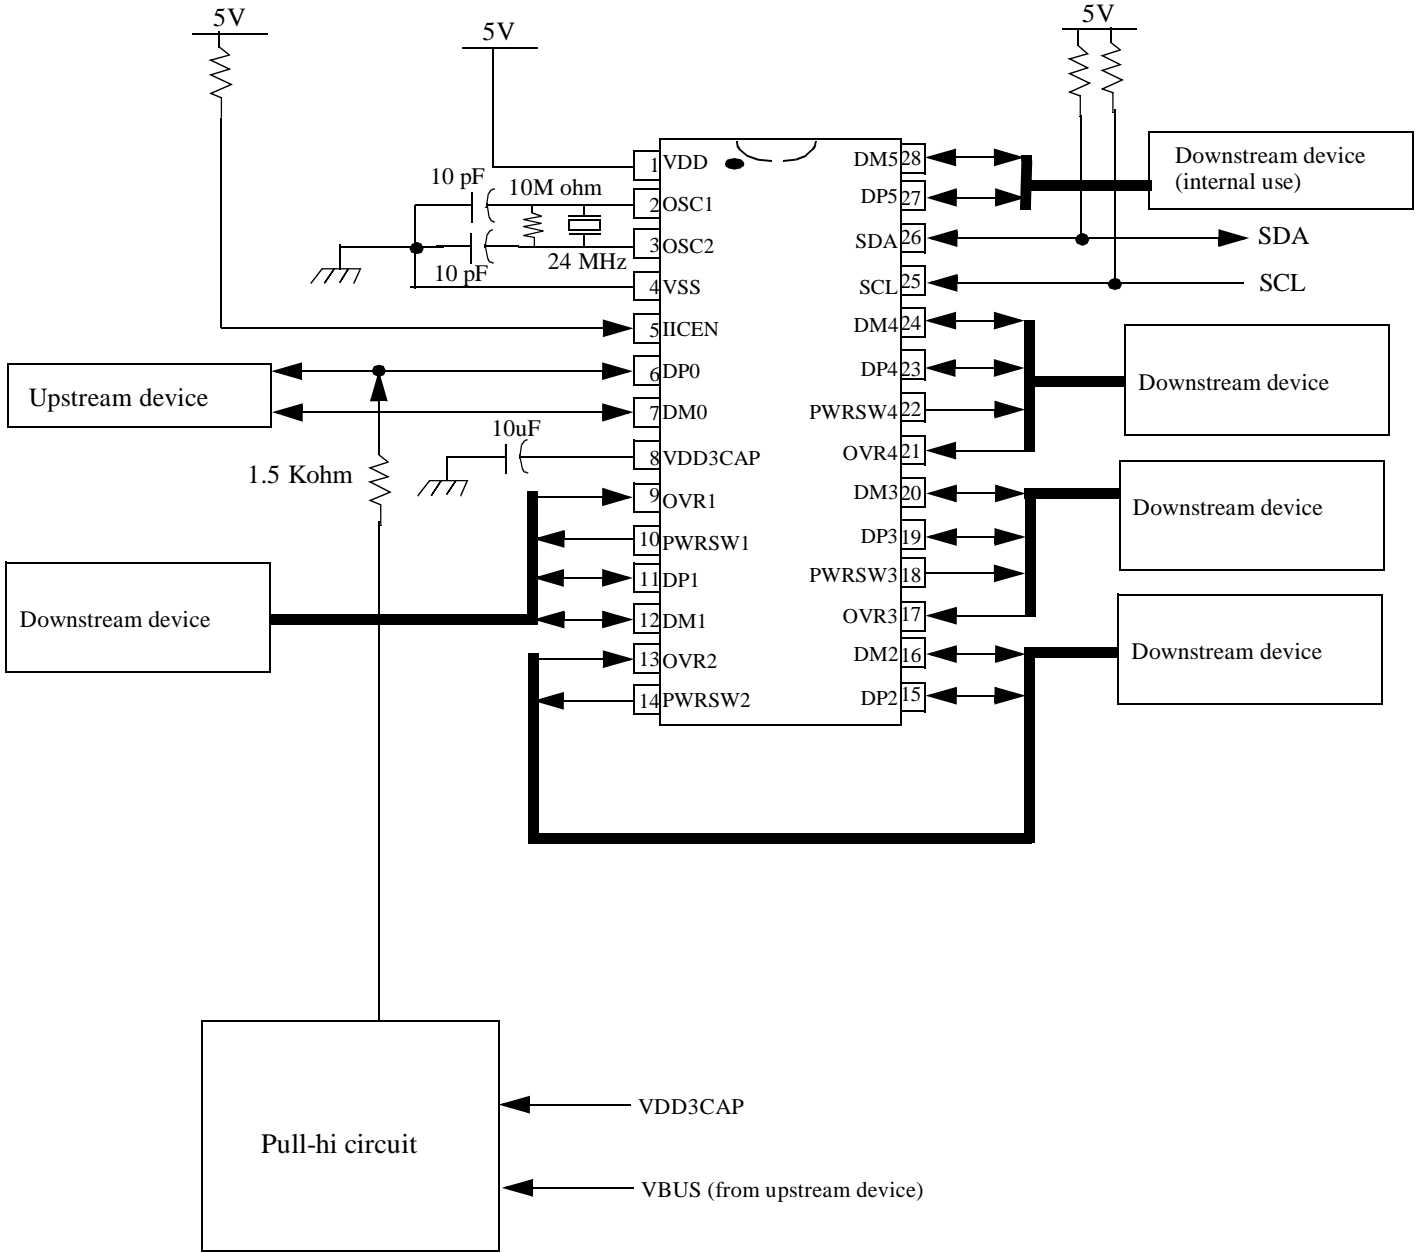 5V
5V
5V
10 pF
10M ohm
24 MHz
10 pF
1 VDD
2 OSC1
3 OSC2
4 VSS
5 IICEN
6 DP0
7 DM0
8 VDD3CAP
9 OVR1
10 PWRSW1
11 DP1
12 DM1
13 OVR2
14 PWRSW2
DM5 28
DP5 27
SDA 26
SCL 25
DM4 24
DP4 23
PWRSW4 22
OVR4 21
DM3 20
DP3 19
PWRSW3 18
OVR3 17
DM2 16
DP2 15
Downstream device
(internal use)
SDA
SCL
Downstream device
Downstream device
Downstream device
Upstream device
10uF
1.5 Kohm
Downstream device
Pull-hi circuit
VDD3CAP
VBUS (from upstream device)